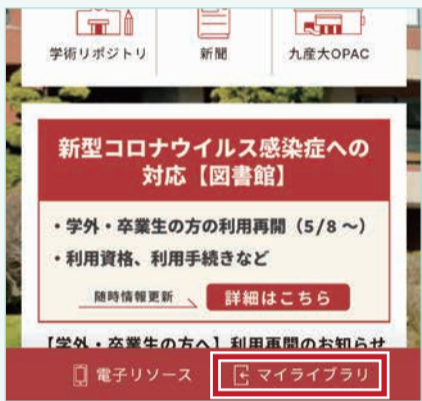 学術リポジトリ
新聞
九産大OPAC
新型コロナウイルス感染症への
対応【図書館】
・学外・卒業生の方の利用再開（5/8～）
・利用資格、利用手続きなど
随時情報更新
詳細はこちら
【学外・卒業生の方へ】利用再開のお知らせ
電子リソース
マイライブラリ